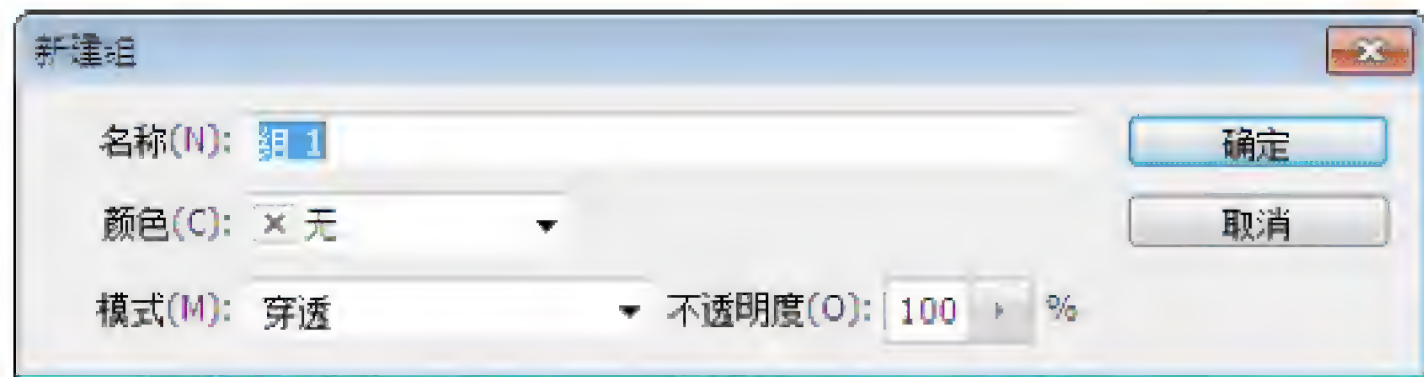 新建组
名称(N): 组 1
确定
颜色(C): × 无
取消
模式(M): 穿透 不透明度(O): 100 %